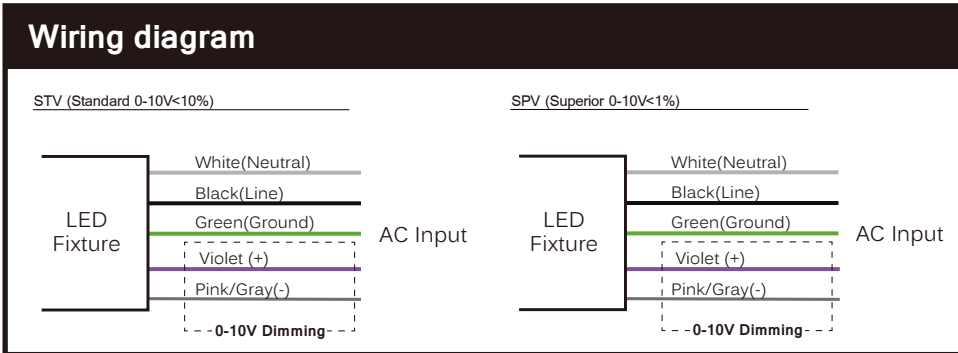 Wiring diagram
STV (Standard 0-10V<10%)
White(Neutral)
Black(Line)
Green(Ground)
Violet (+)
Pink/Gray(-)
LED
Fixture
AC Input
0-10V Dimming
SPV (Superior 0-10V<1%)
White(Neutral)
Black(Line)
Green(Ground)
Violet (+)
Pink/Gray(-)
LED
Fixture
AC Input
0-10V Dimming